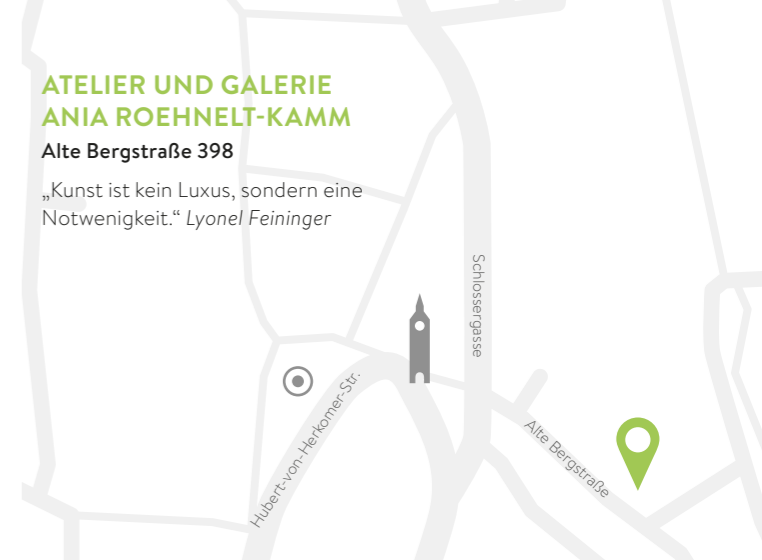 ATELIER UND GALERIE
ANIA ROEHNELT-KAMM
Alte Bergstraße 398
„Kunst ist kein Luxus, sondern eine
Notwenigkeit.“ Lyonel Feininger
Schlossergasse
Hubert-von-Herkomer-Str.
Alte Bergstraße